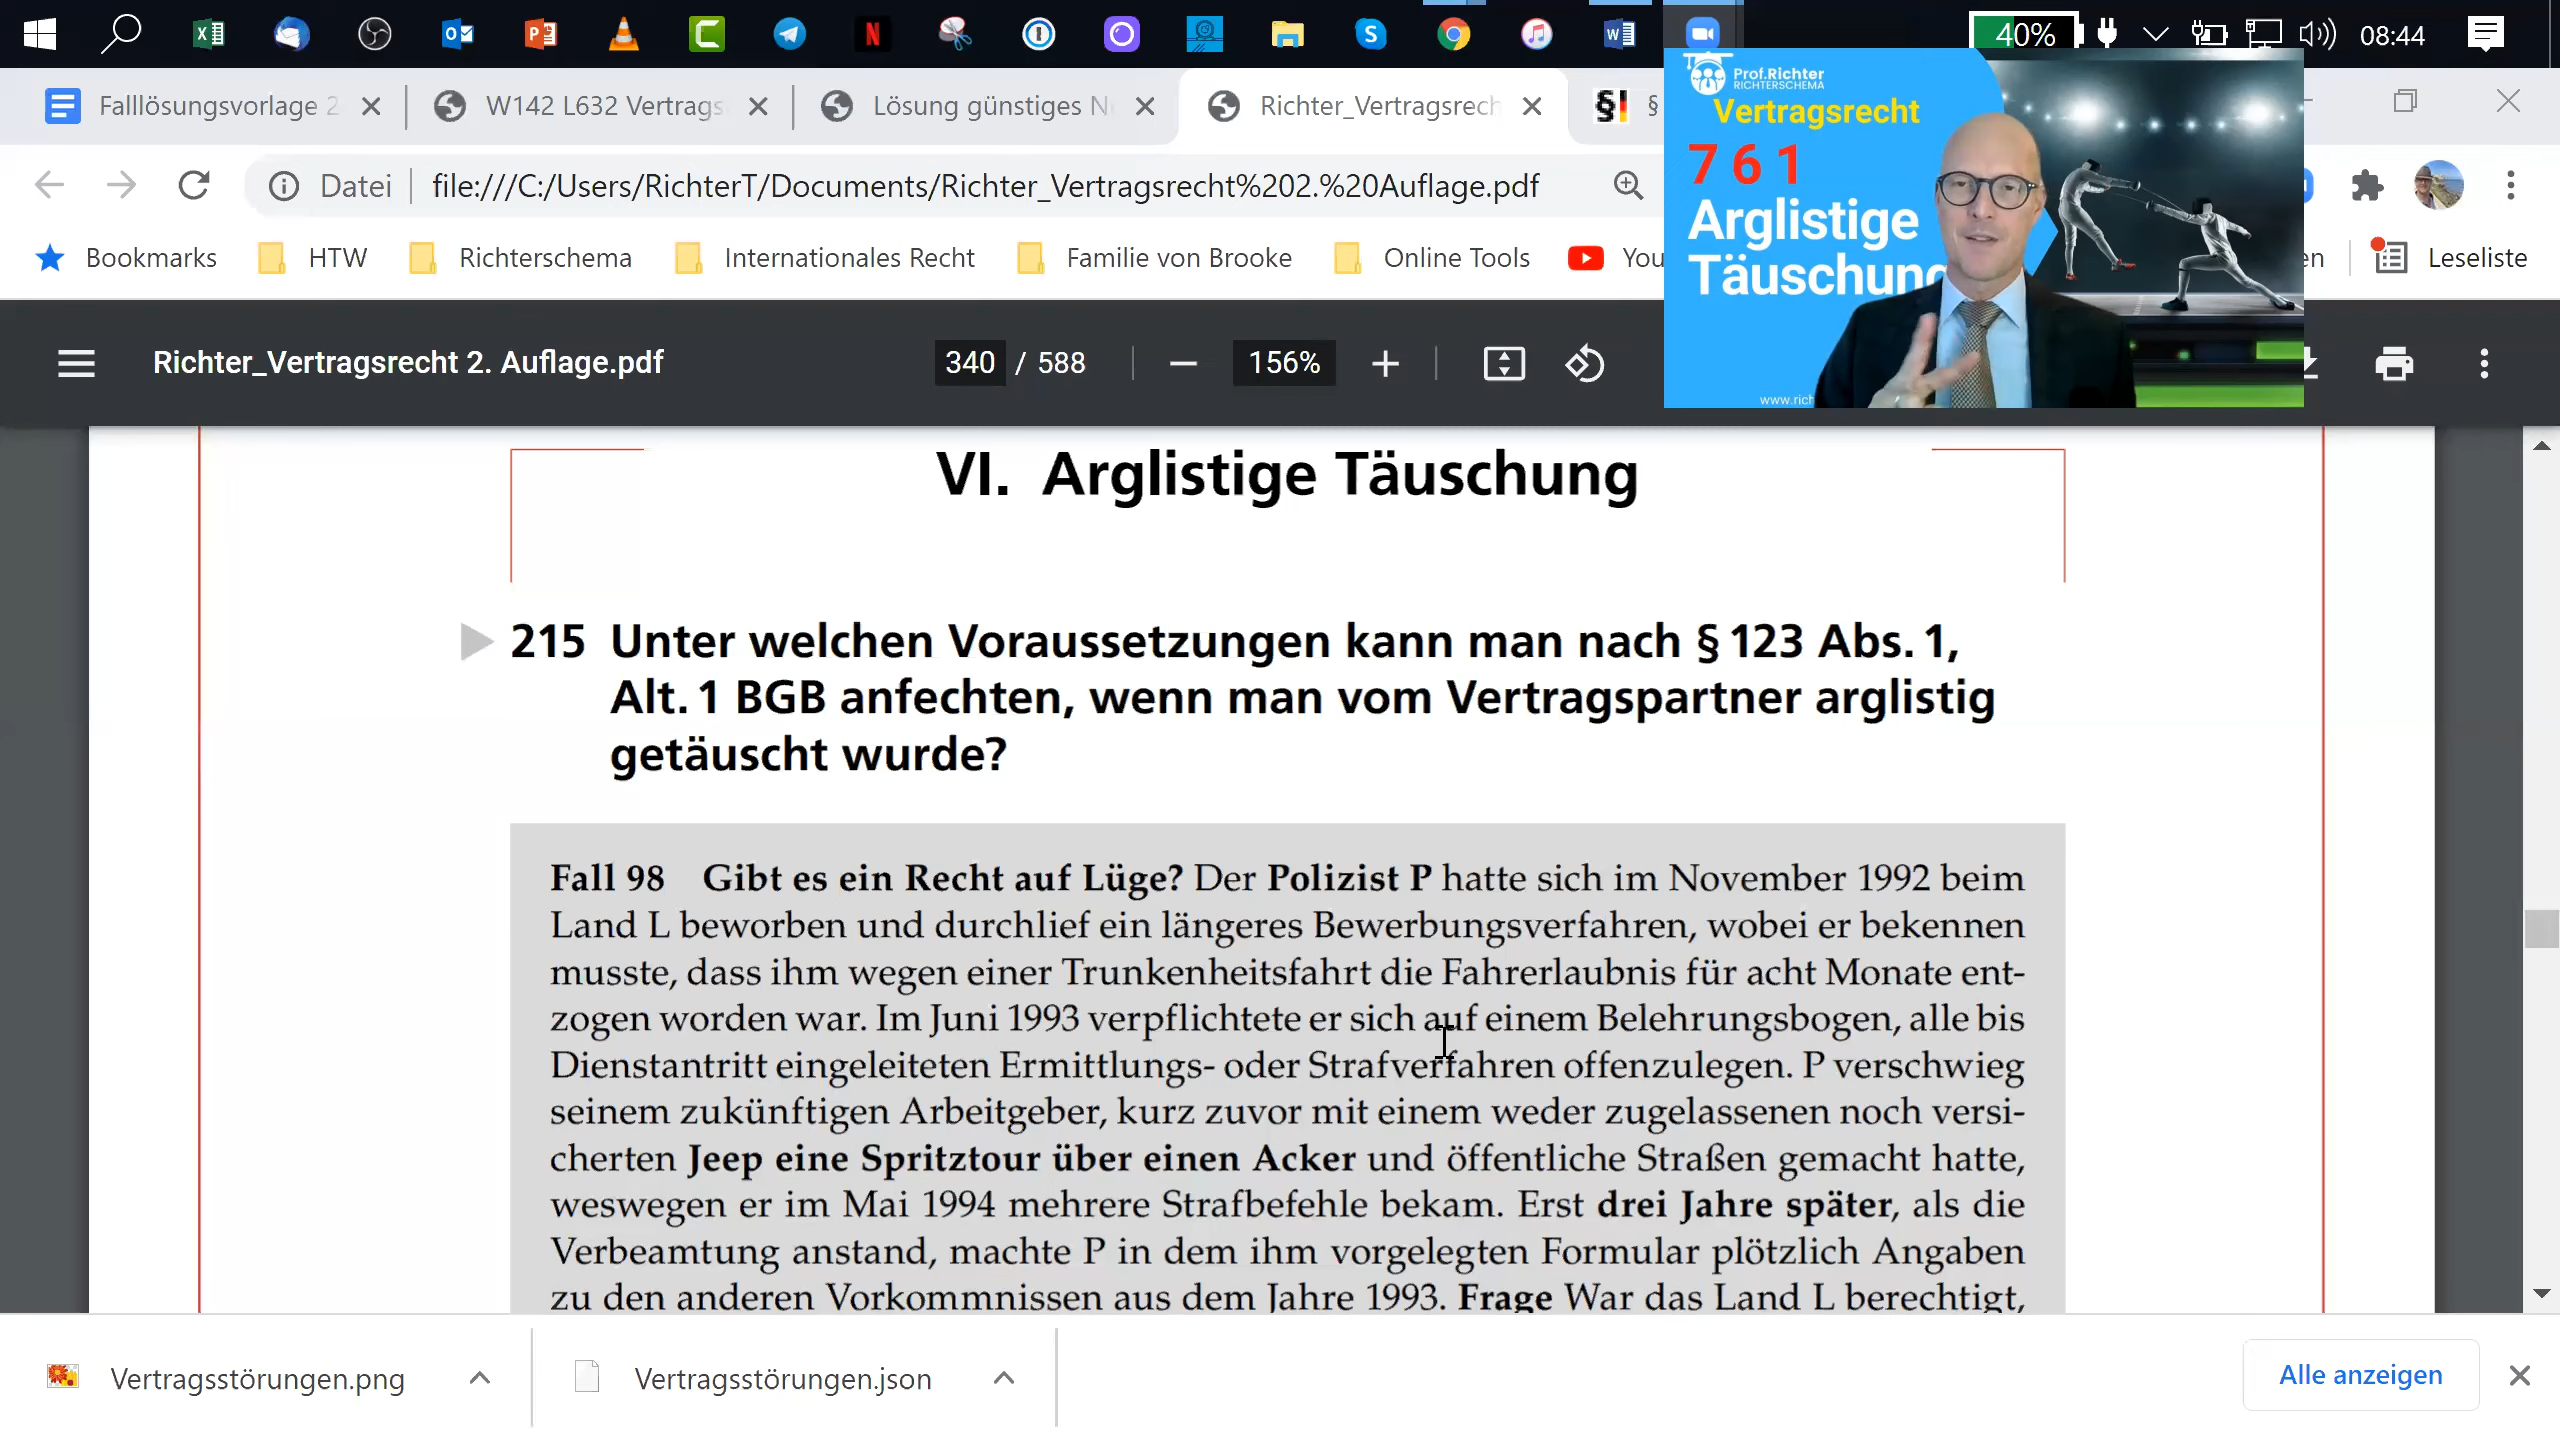 40%
08:44
Falllösungsvorlage 2
W142 L632 Vertrags
Lösung günstiges N
Richter_Vertragsrech
§
Datei
file:///C:/Users/RichterT/Documents/Richter_Vertragsrecht%202.%20Auflage.pdf
Bookmarks
HTW
Richterschema
Internationales Recht
Familie von Brooke
Online Tools
You
en
Leseliste
Prof.Richter
RICHTERSCHEMA
Vertragsrecht
7 6 1
Arglistige
Täuschung
www.rich
Richter_Vertragsrecht 2. Auflage.pdf
340 / 588
156%
VI. Arglistige Täuschung
215 Unter welchen Voraussetzungen kann man nach § 123 Abs. 1,
Alt. 1 BGB anfechten, wenn man vom Vertragspartner arglistig
getäuscht wurde?
Fall 98 Gibt es ein Recht auf Lüge? Der Polizist P hatte sich im November 1992 beim
Land L beworben und durchlief ein längeres Bewerbungsverfahren, wobei er bekennen
musste, dass ihm wegen einer Trunkenheitsfahrt die Fahrerlaubnis für acht Monate ent-
zogen worden war. Im Juni 1993 verpflichtete er sich auf einem Belehrungsbogen, alle bis
Dienstantritt eingeleiteten Ermittlungs- oder Strafverfahren offenzulegen. P verschwieg
seinem zukünftigen Arbeitgeber, kurz zuvor mit einem weder zugelassenen noch versi-
cherten Jeep eine Spritztour über einen Acker und öffentliche Straßen gemacht hatte,
weswegen er im Mai 1994 mehrere Strafbefehle bekam. Erst drei Jahre später, als die
Verbeamtung anstand, machte P in dem ihm vorgelegten Formular plötzlich Angaben
zu den anderen Vorkommnissen aus dem Jahre 1993. Frage War das Land L berechtigt,
Vertragsstörungen.png
Vertragsstörungen.json
Alle anzeigen